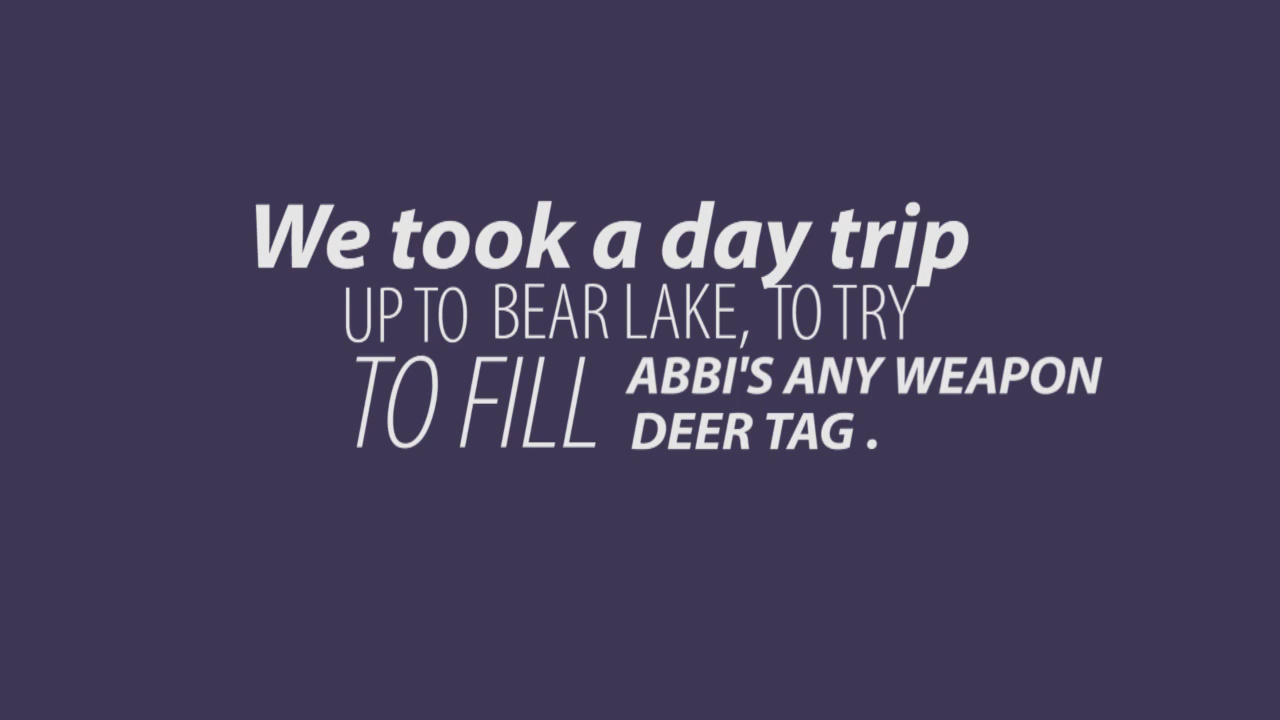 We took a day trip
UP TO BEAR LAKE, TO TRY
TO FILL ABBI'S ANY WEAPON
DEER TAG .